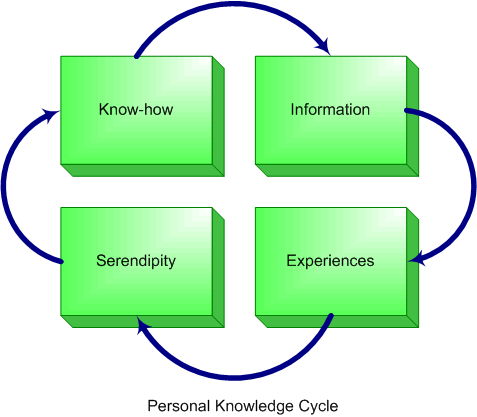 Know-how
Information
Serendipity
Experiences
Personal Knowledge Cycle